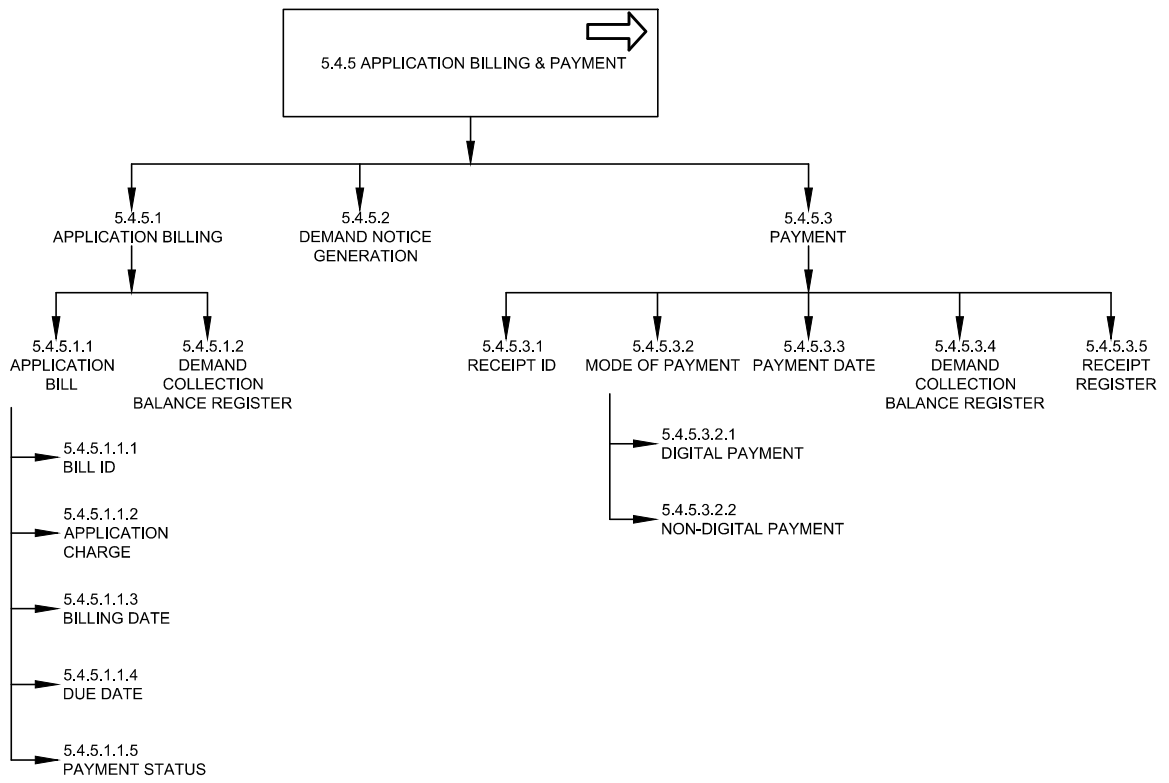 5.4.5 APPLICATION BILLING & PAYMENT
5.4.5.1
APPLICATION BILLING
5.4.5.2
DEMAND NOTICE
GENERATION
5.4.5.3
PAYMENT
5.4.5.1.1
APPLICATION
BILL
5.4.5.1.2
DEMAND
COLLECTION
BALANCE REGISTER
5.4.5.3.1
RECEIPT ID
5.4.5.3.2
MODE OF PAYMENT
5.4.5.3.3
PAYMENT DATE
5.4.5.3.4
DEMAND
COLLECTION
BALANCE REGISTER
5.4.5.3.5
RECEIPT
REGISTER
5.4.5.1.1.1
BILL ID
5.4.5.1.1.2
APPLICATION
CHARGE
5.4.5.1.1.3
BILLING DATE
5.4.5.1.1.4
DUE DATE
5.4.5.1.1.5
PAYMENT STATUS
5.4.5.3.2.1
DIGITAL PAYMENT
5.4.5.3.2.2
NON-DIGITAL PAYMENT